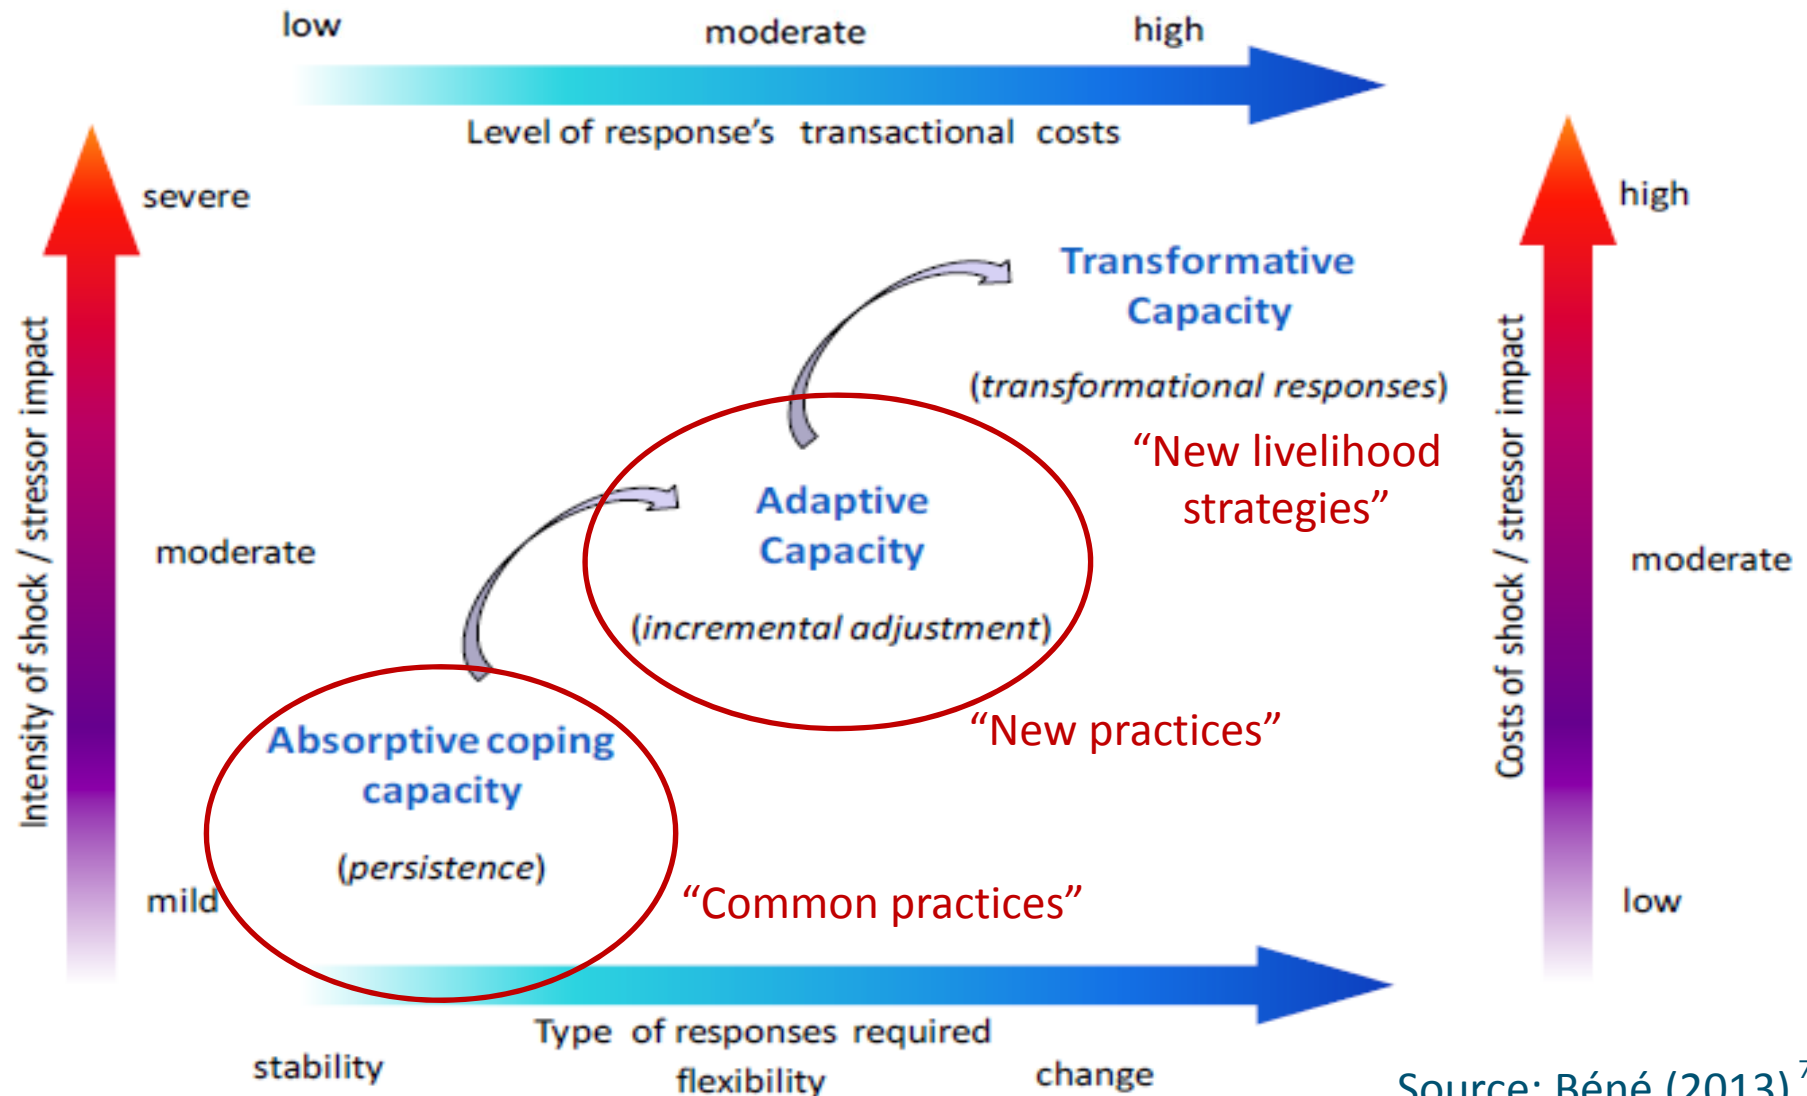 low
moderate
high
Level of response's transactional costs
severe
high
Intensity of shock / stressor impact
Costs of shock / stressor impact
Transformative
Capacity
(transformational responses)
“New livelihood
strategies”
Adaptive
Capacity
(incremental adjustment)
moderate
moderate
“New practices”
Absorptive coping
capacity
(persistence)
mild
“Common practices”
low
Type of responses required
stability
flexibility
change
Source: Béné (2013)
7